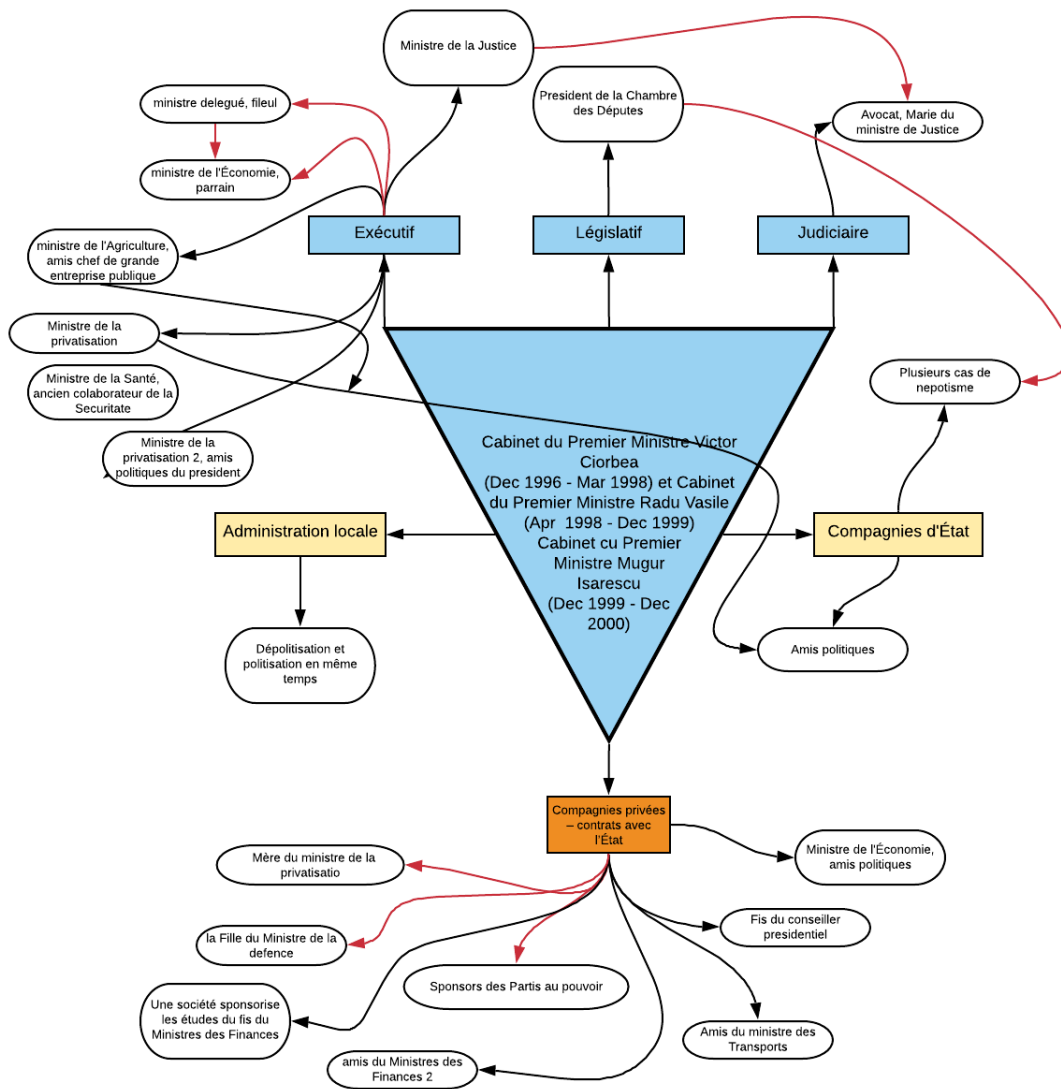 Ministre de la Justice
ministre delegué, fileul
President de la Chambre
des Députes
Avocat, Marie du
ministre de Justice
ministre de l'Économie,
parrain
Exécutif
Législatif
Judiciaire
ministre de l'Agriculture,
amis chef de grande
entreprise publique
Ministre de la
privatisation
Ministre de la Santé,
ancien colaborateur de la
Securitate
Plusieurs cas de
nepotisme
Ministre de la
privatisation 2, amis
politiques du president
Cabinet du Premier Ministre Victor
Ciorbea
(Dec 1996 - Mar 1998) et Cabinet
du Premier Ministre Radu Vasile
(Apr 1998 - Dec 1999)
Cabinet cu Premier
Ministre Mugur
Isarescu
(Dec 1999 - Dec
2000)
Administration locale
Compagnies d'État
Dépolitisation et
politisation en même
temps
Amis politiques
Compagnies privées
– contrats avec
l'État
Mère du ministre de la
privatisatio
Ministre de l'Économie,
amis politiques
la Fille du Ministre de la
defence
Fis du conseiller
presidentiel
Sponsors des Partis au pouvoir
Une société sponsorise
les études du fis du
Ministres des Finances
Amis du ministre des
Transports
amis du Ministres des
Finances 2